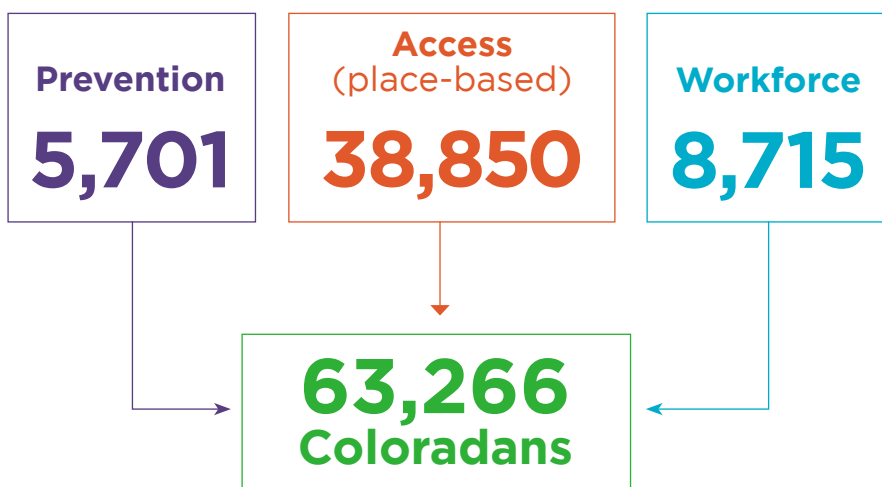 Prevention
5,701
Access
(place-based)
38,850
Workforce
8,715
63,266
Coloradans